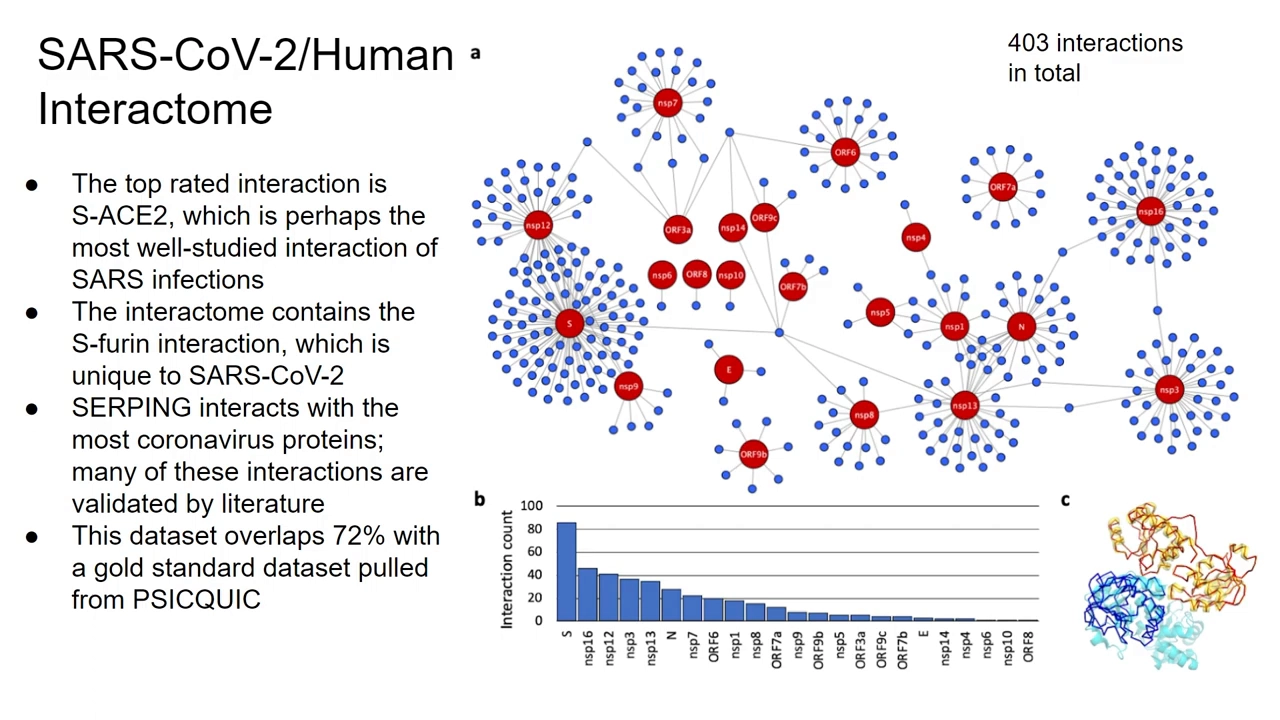 SARS-CoV-2/Human
Interactome
403 interactions
in total
● The top rated interaction is
S-ACE2, which is perhaps the
most well-studied interaction of
SARS infections
● The interactome contains the
S-furin interaction, which is
unique to SARS-CoV-2
● SERPING interacts with the
most coronavirus proteins;
many of these interactions are
validated by literature
● This dataset overlaps 72% with
a gold standard dataset pulled
from PSICQUIC
a
nsp7
ORF6
ORF7a
nsp16
nsp12
ORF3a
nsp14
ORF9c
nsp4
nsp6
ORF8
nsp10
ORF7b
nsp5
nsp1
N
S
E
nsp9
nsp13
nsp3
nsp8
ORF9b
b
Interaction count
100
80
60
40
20
0
S
nsp16
nsp12
nsp3
nsp13
N
nsp7
ORF6
nsp1
nsp8
ORF7a
nsp9
ORF9b
nsp5
ORF3a
ORF9c
ORF7b
E
nsp14
nsp4
nsp6
nsp10
ORF8
c